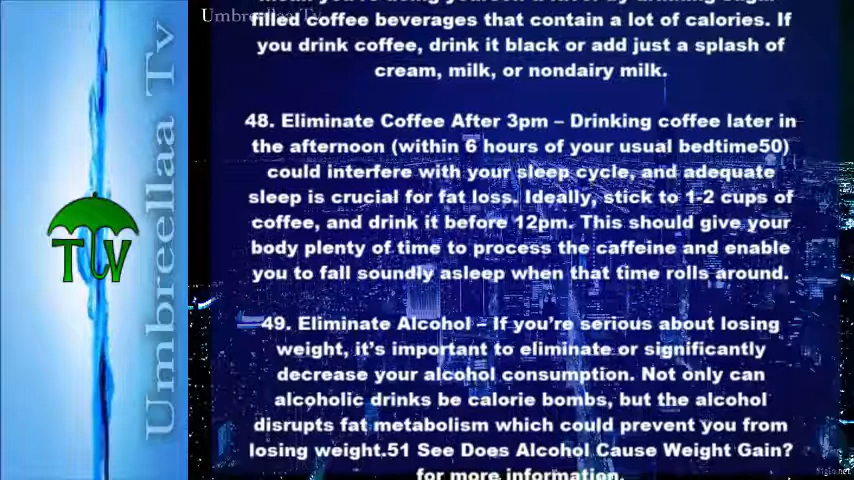 Umbreellaa Tv
TV
Umbreellaa Tv
filled coffee beverages that contain a lot of calories. If
you drink coffee, drink it black or add just a splash of
cream, milk, or nondairy milk.
48. Eliminate Coffee After 3pm – Drinking coffee later in
the afternoon (within 6 hours of your usual bedtime50)
could interfere with your sleep cycle, and adequate
sleep is crucial for fat loss. Ideally, stick to 1-2 cups of
coffee, and drink it before 12pm. This should give your
body plenty of time to process the caffeine and enable
you to fall soundly asleep when that time rolls around.
49. Eliminate Alcohol – If you’re serious about losing
weight, it’s important to eliminate or significantly
decrease your alcohol consumption. Not only can
alcoholic drinks be calorie bombs, but the alcohol
disrupts fat metabolism which could prevent you from
losing weight.51 See Does Alcohol Cause Weight Gain?
for more information.